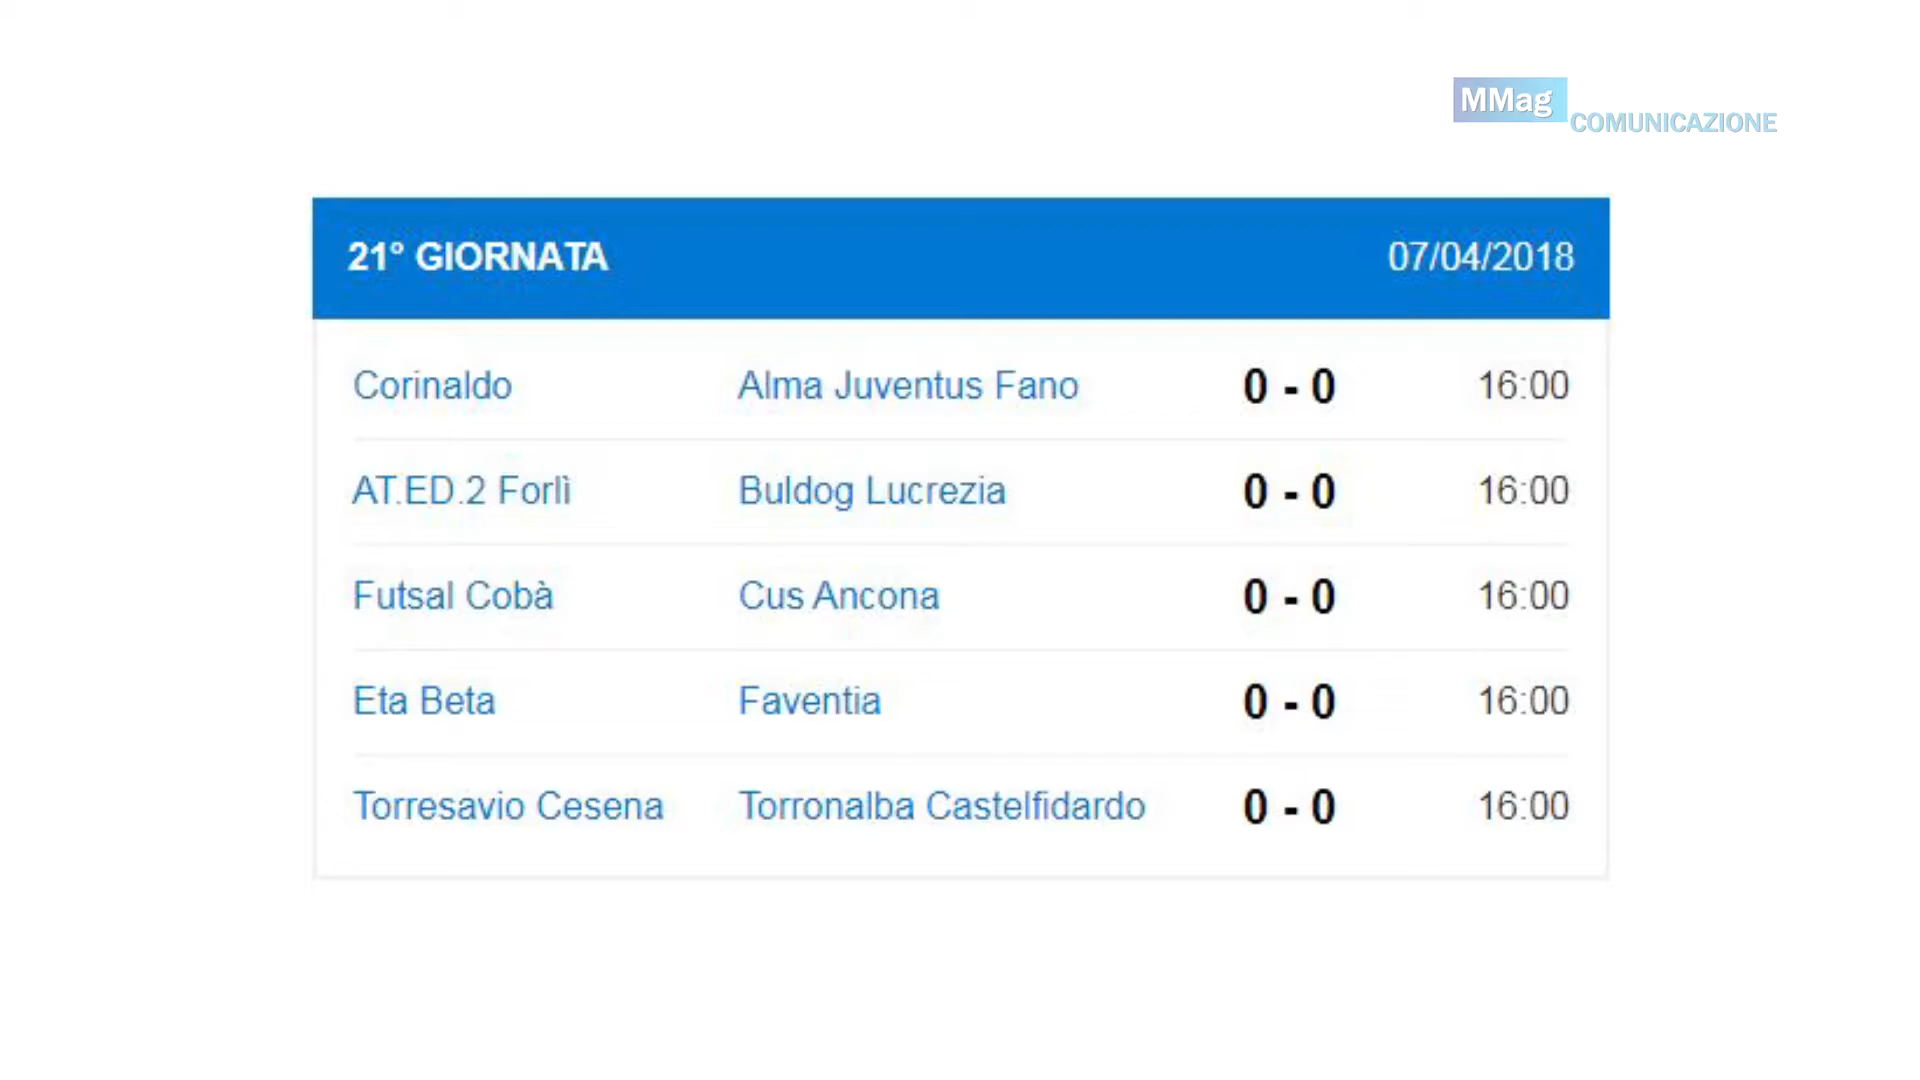 MMag
COMUNICAZIONE
21° GIORNATA 07/04/2018
Corinaldo Alma Juventus Fano 0 - 0 16:00
AT.ED.2 Forlì Buldog Lucrezia 0 - 0 16:00
Futsal Cobà Cus Ancona 0 - 0 16:00
Eta Beta Faventia 0 - 0 16:00
Torresavio Cesena Torronalba Castelfidardo 0 - 0 16:00